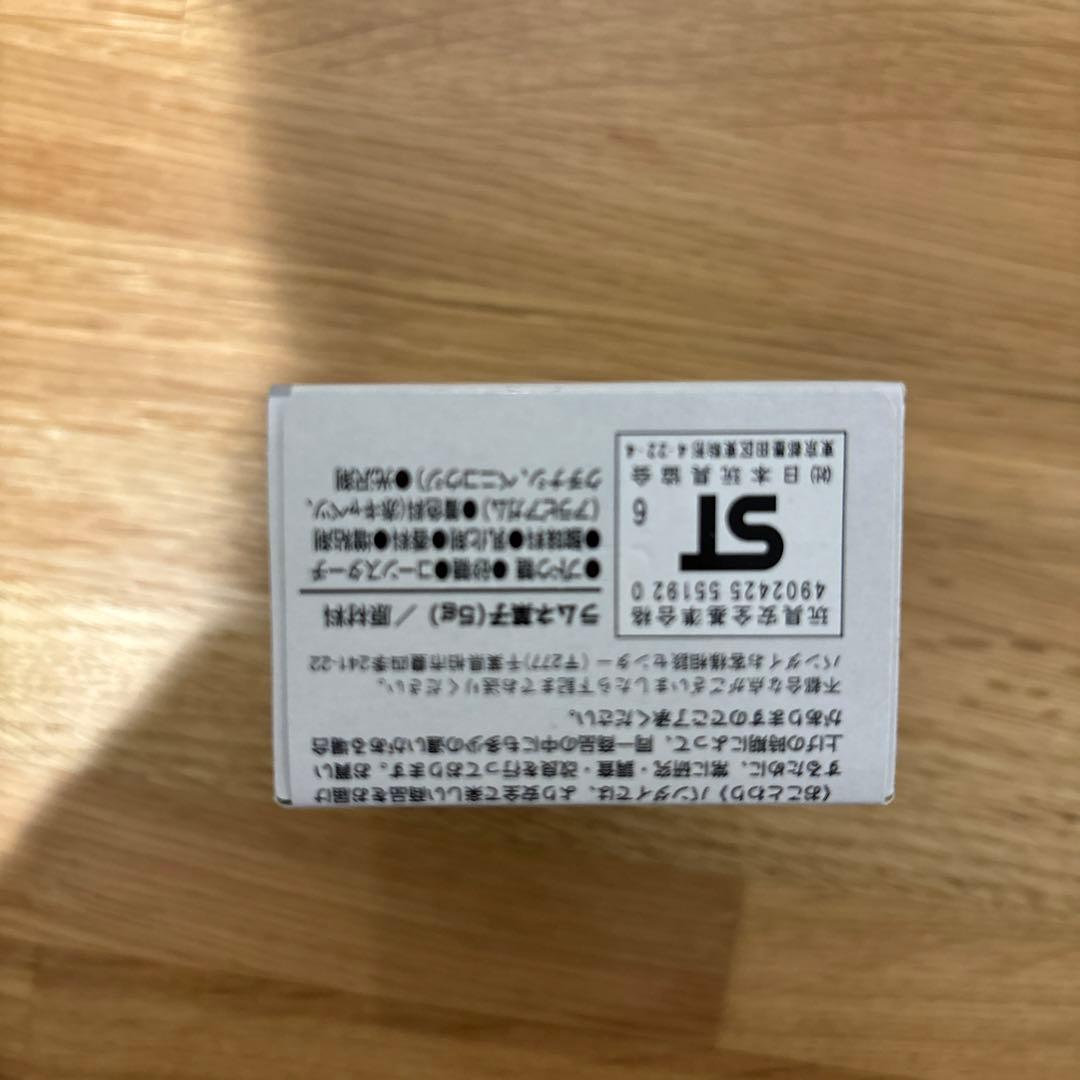 《おことわり》バンダイでは、より安全で楽しい商品をお届け
するために、常に研究・調査・改良を行っております。お買い
上げの時期によって、同一商品の中にも多少の違いがある場合
がありますのでご了承ください。
不都合な点がございましたら下記までお送りください。
バンダイお客様相談センター(〒277)千葉県柏市豊四季241-22
玩具安全基準合格
4902425 55192 0
ST
6
㈳日本玩具協会
東京都墨田区東駒形4-22-4
ラムネ菓子(5g)/原材料
●ブドウ糖●砂糖●コーンスターチ
●酸味料●乳化剤●香料●増粘剤
(アラビアガム)●着色料(赤キャベツ、
クチナシ、ベニコウジ)●光沢剤